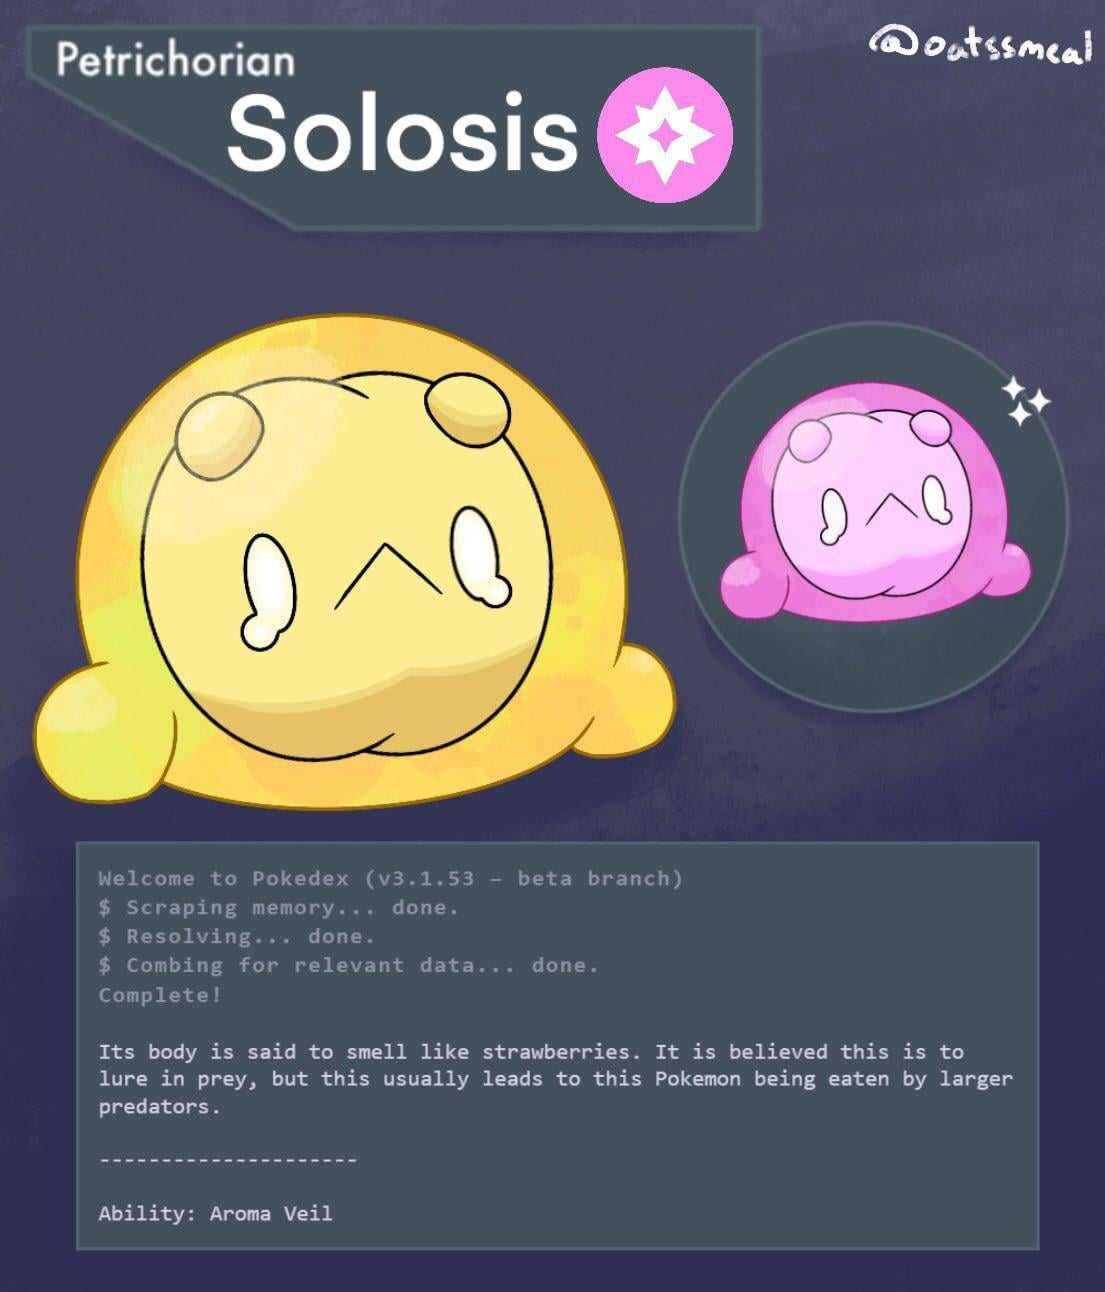 Petrichorian
Solosis
@oatssmeal
Welcome to Pokedex (v3.1.53 – beta branch)
$ Scraping memory... done.
$ Resolving... done.
$ Combing for relevant data... done.
Complete!
Its body is said to smell like strawberries. It is believed this is to
lure in prey, but this usually leads to this Pokemon being eaten by larger
predators.
---------------------
Ability: Aroma Veil